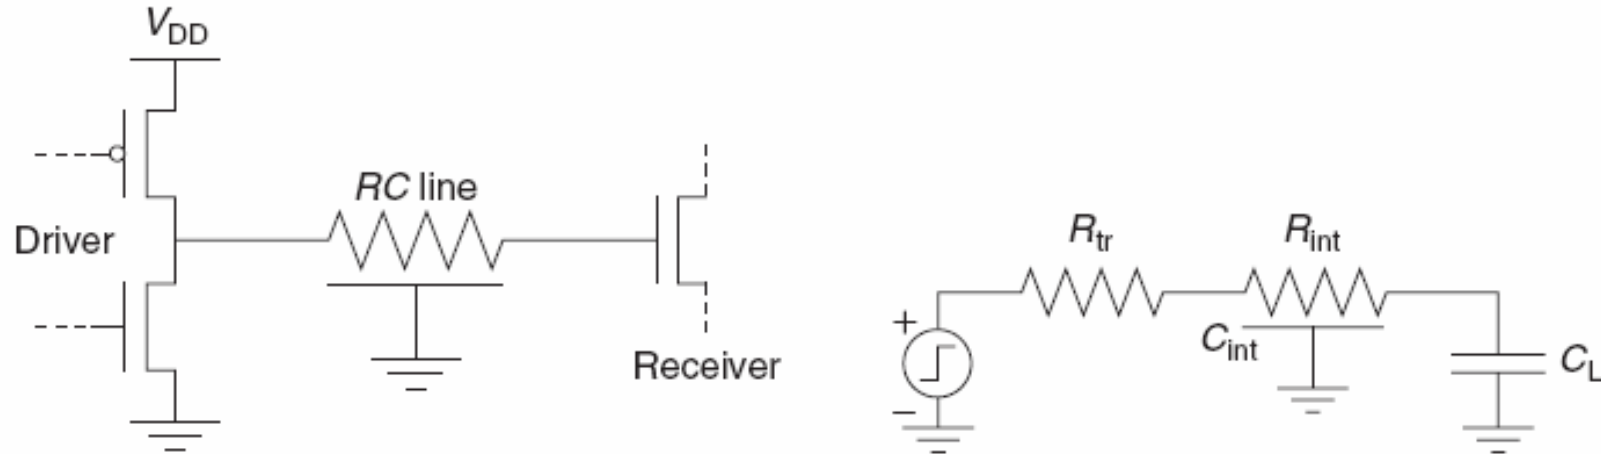 VDD
RC line
Driver
Receiver
Rtr
Rint
+
Cint
−
CL